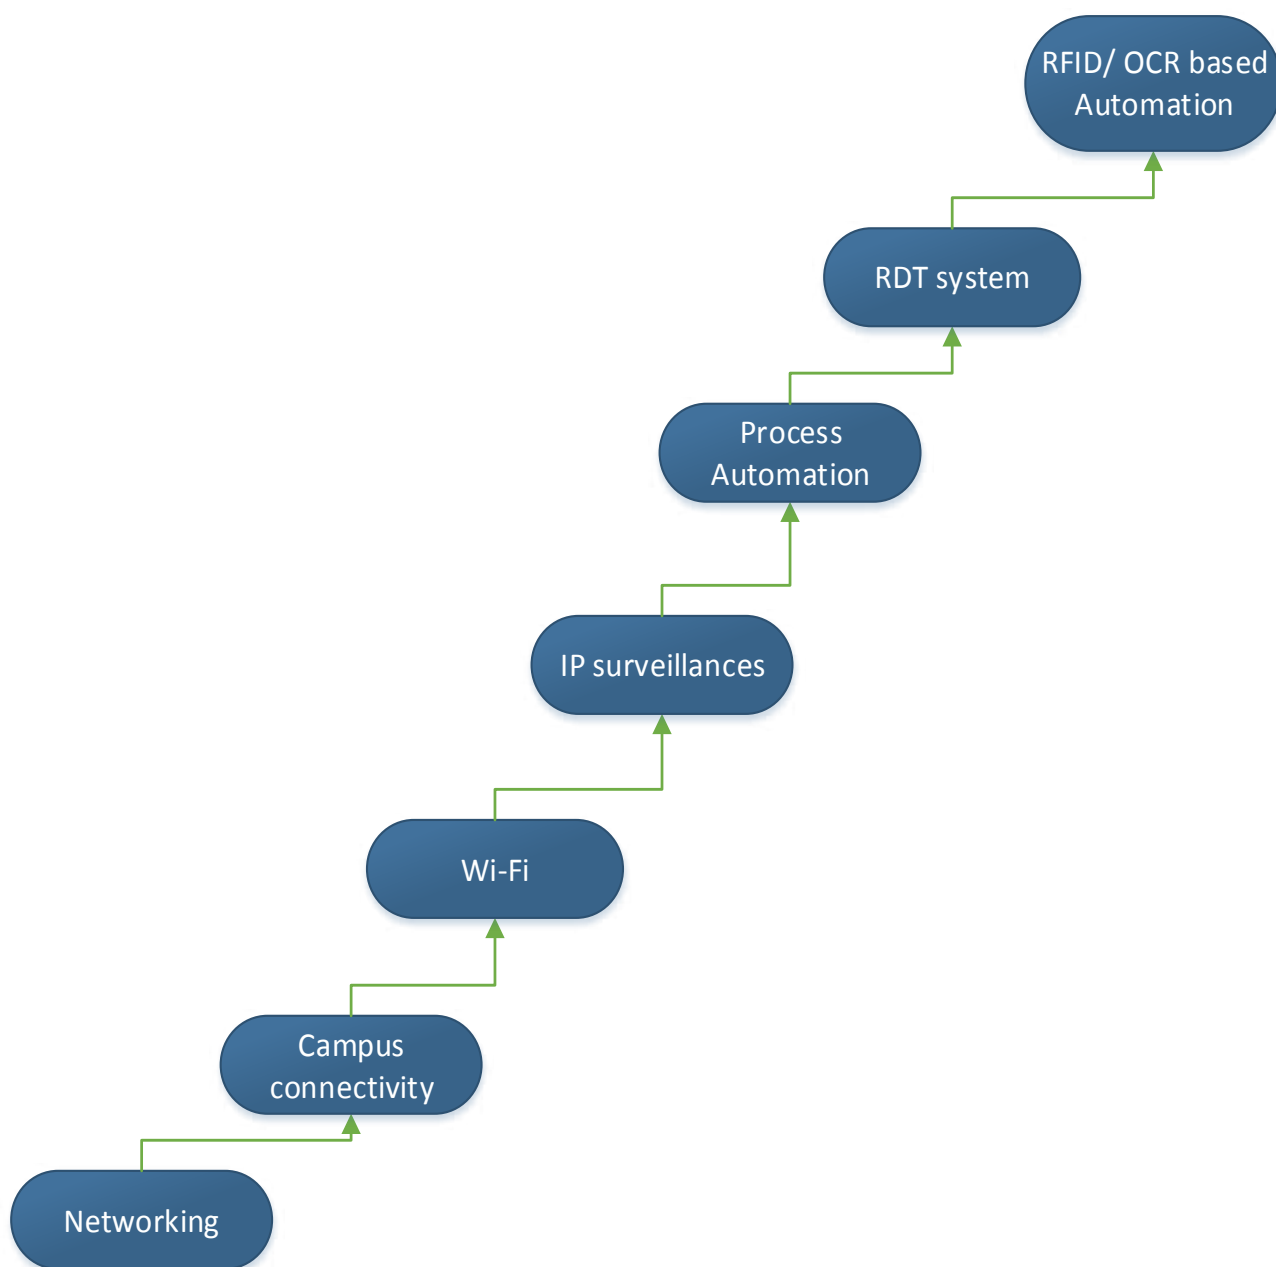 RFID/ OCR based
Automation
RDT system
Process
Automation
IP surveillances
Wi-Fi
Campus
connectivity
Networking